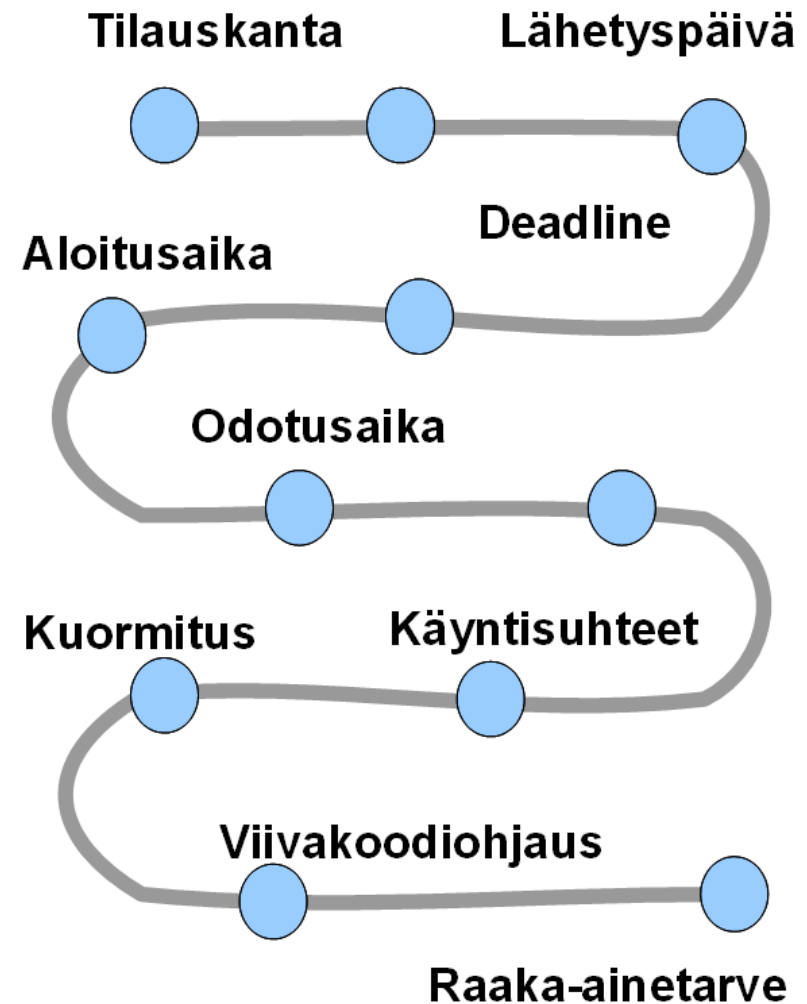 Tilauskanta
Lähetyspäivä
Deadline
Aloitusaika
Odotusaika
Kuormitus
Käyntisuhteet
Viivakoodiohjaus
Raaka-ainetarve